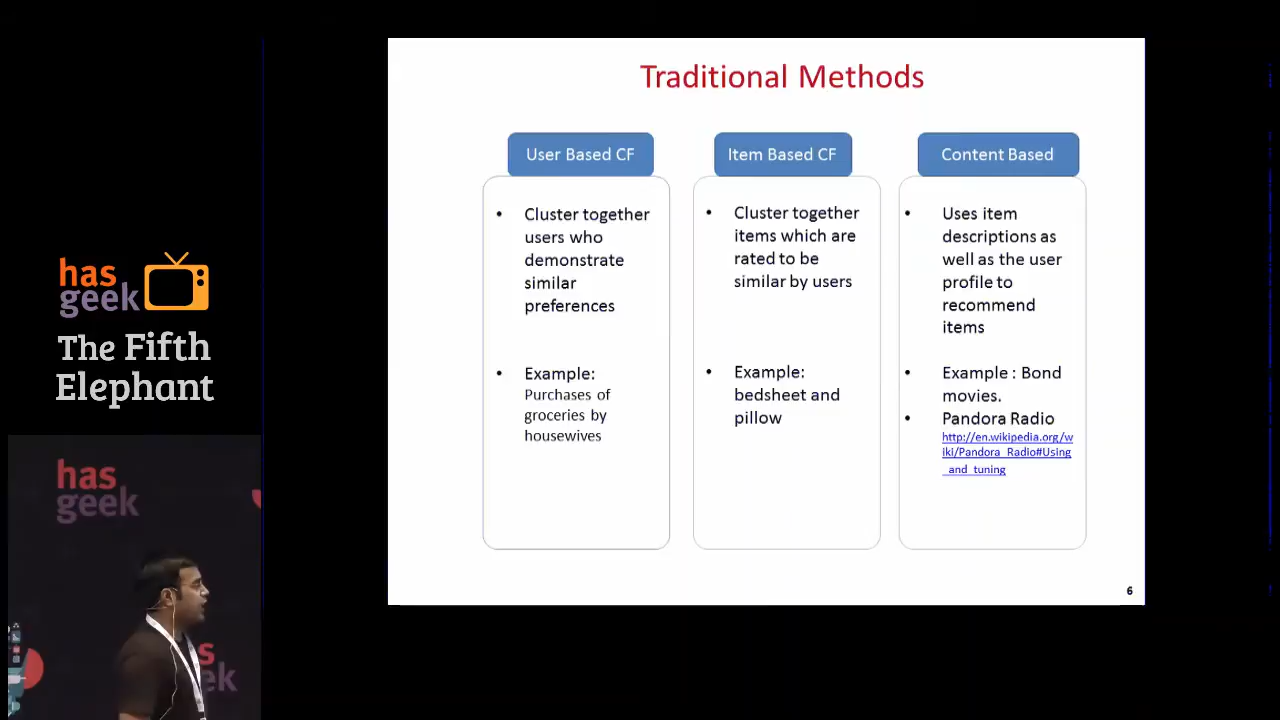 Traditional Methods
User Based CF
Cluster together
users who
demonstrate
similar
preferences
Example:
Purchases of
groceries by
housewives
Item Based CF
Cluster together
items which are
rated to be
similar by users
Example:
bedsheet and
pillow
Content Based
Uses item
descriptions as
well as the user
profile to
recommend
items
Example : Bond
movies.
Pandora Radio
http://en.wikipedia.org/w
iki/Pandora_Radio#Using
_and_tuning
6
has
geek
The Fifth
Elephant
has
geek
s
ek